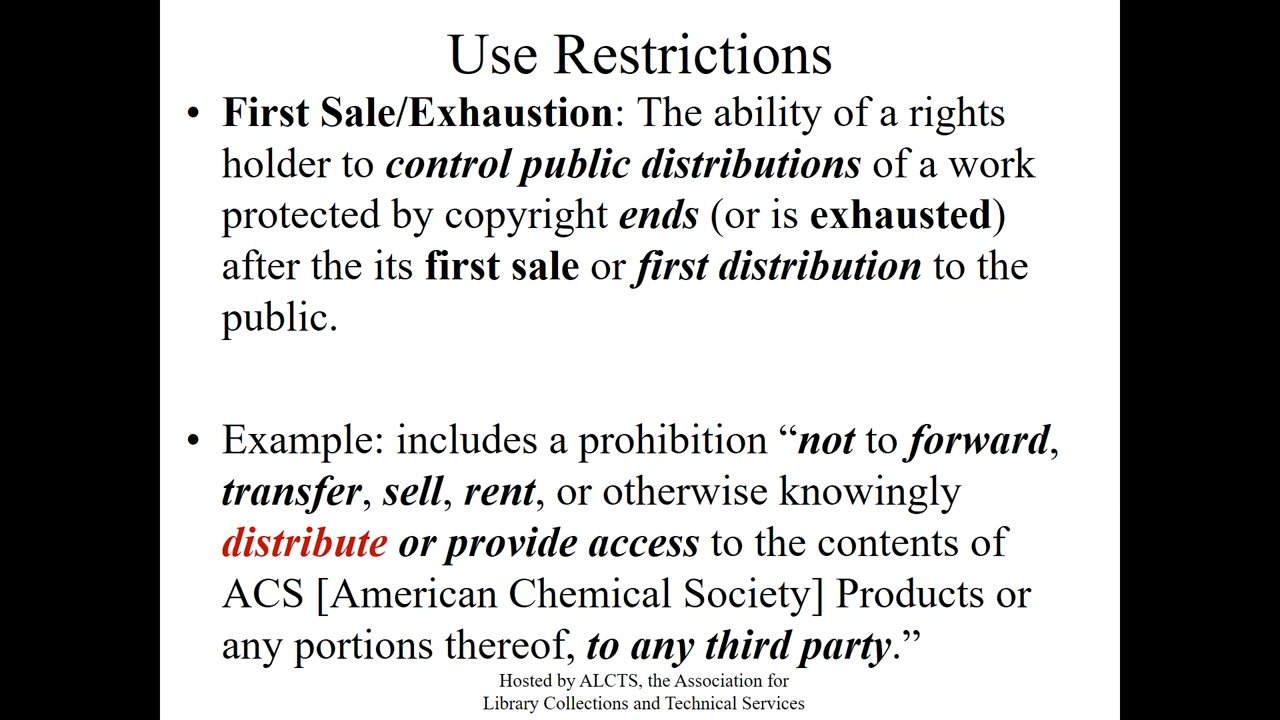 Use Restrictions
• First Sale/Exhaustion: The ability of a rights
holder to control public distributions of a work
protected by copyright ends (or is exhausted)
after the its first sale or first distribution to the
public.
• Example: includes a prohibition “not to forward,
transfer, sell, rent, or otherwise knowingly
distribute or provide access to the contents of
ACS [American Chemical Society] Products or
any portions thereof, to any third party.”
Hosted by ALCTS, the Association for
Library Collections and Technical Services